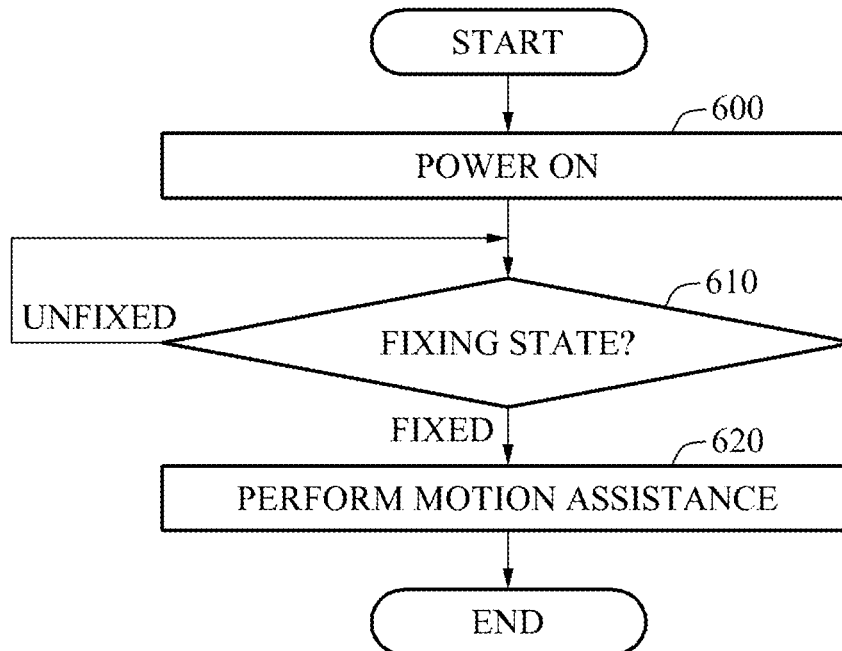 START
600
POWER ON
610
UNFIXED
FIXING STATE?
FIXED
620
PERFORM MOTION ASSISTANCE
END